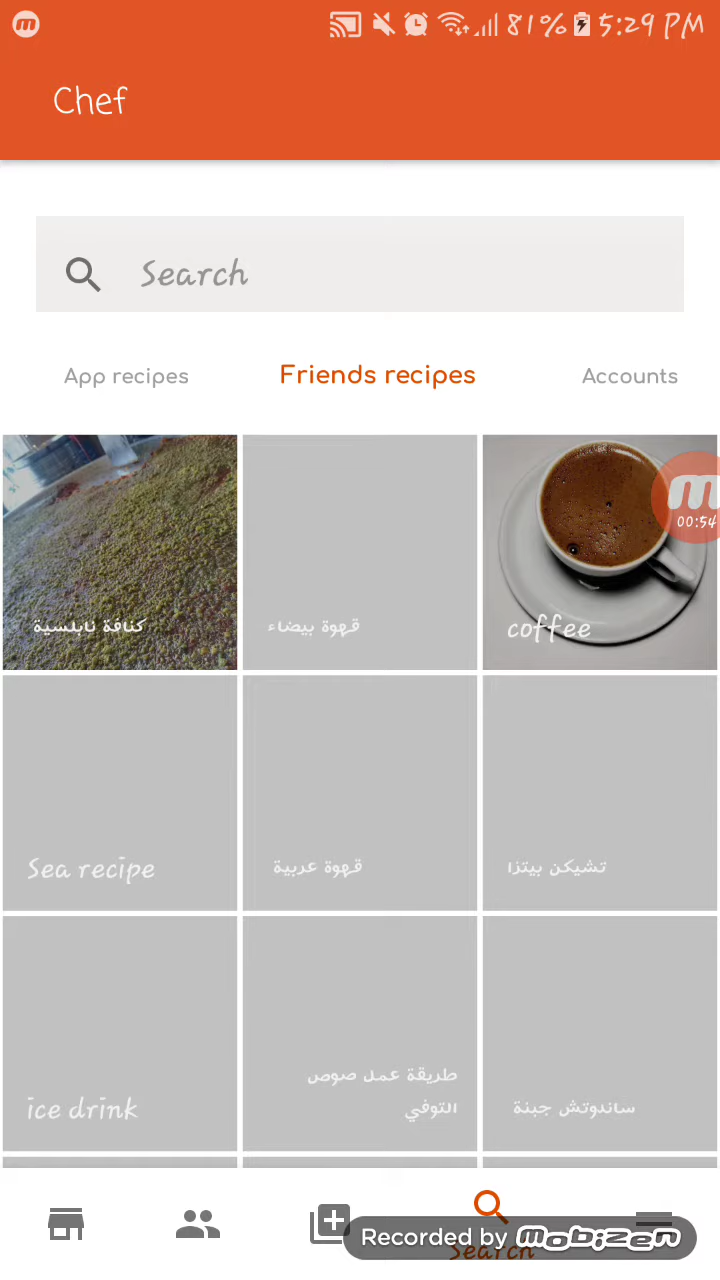 81% 5:29 PM
Chef
Search
App recipes
Friends recipes
Accounts
كنافة نابلسية
قهوة بيضاء
coffee
00:54
Sea recipe
قهوة عربية
تشيكن بيتزا
ice drink
طريقة عمل صوص
التوفي
ساندوتش جبنة
Search
Recorded by mobizen